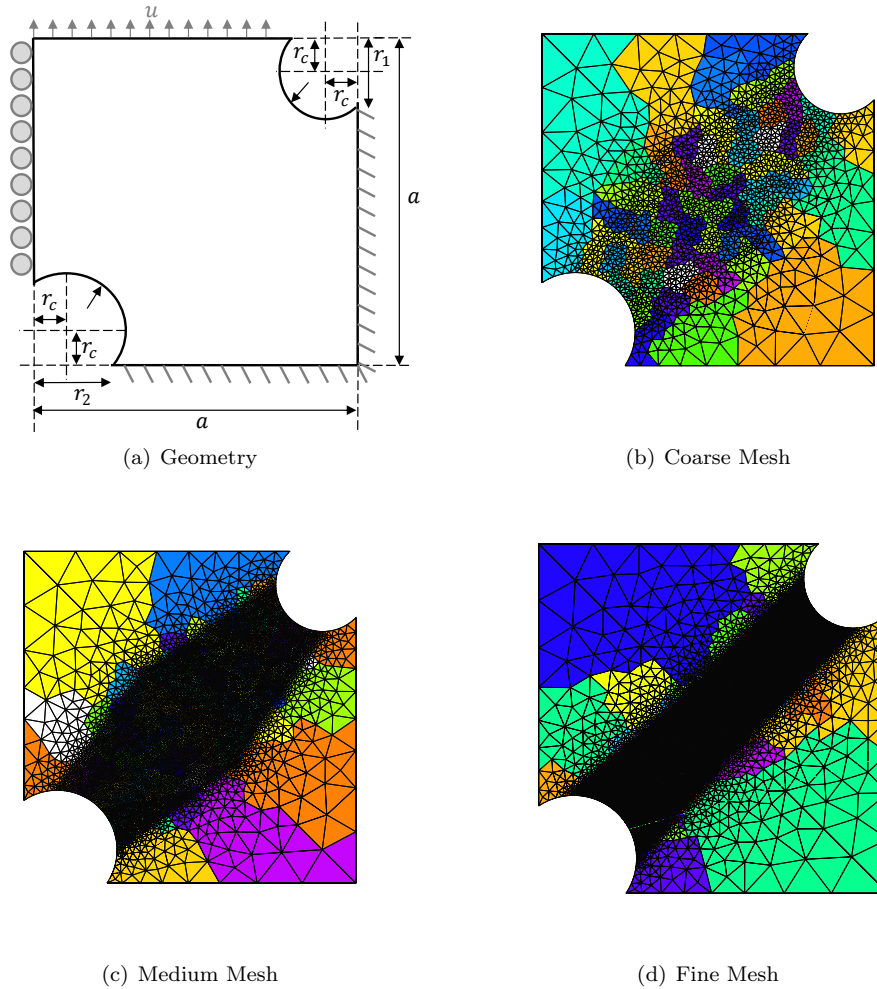 u
r_c
r_1
r_c
a
r_c
r_c
r_2
a
(a) Geometry
(b) Coarse Mesh
(c) Medium Mesh
(d) Fine Mesh